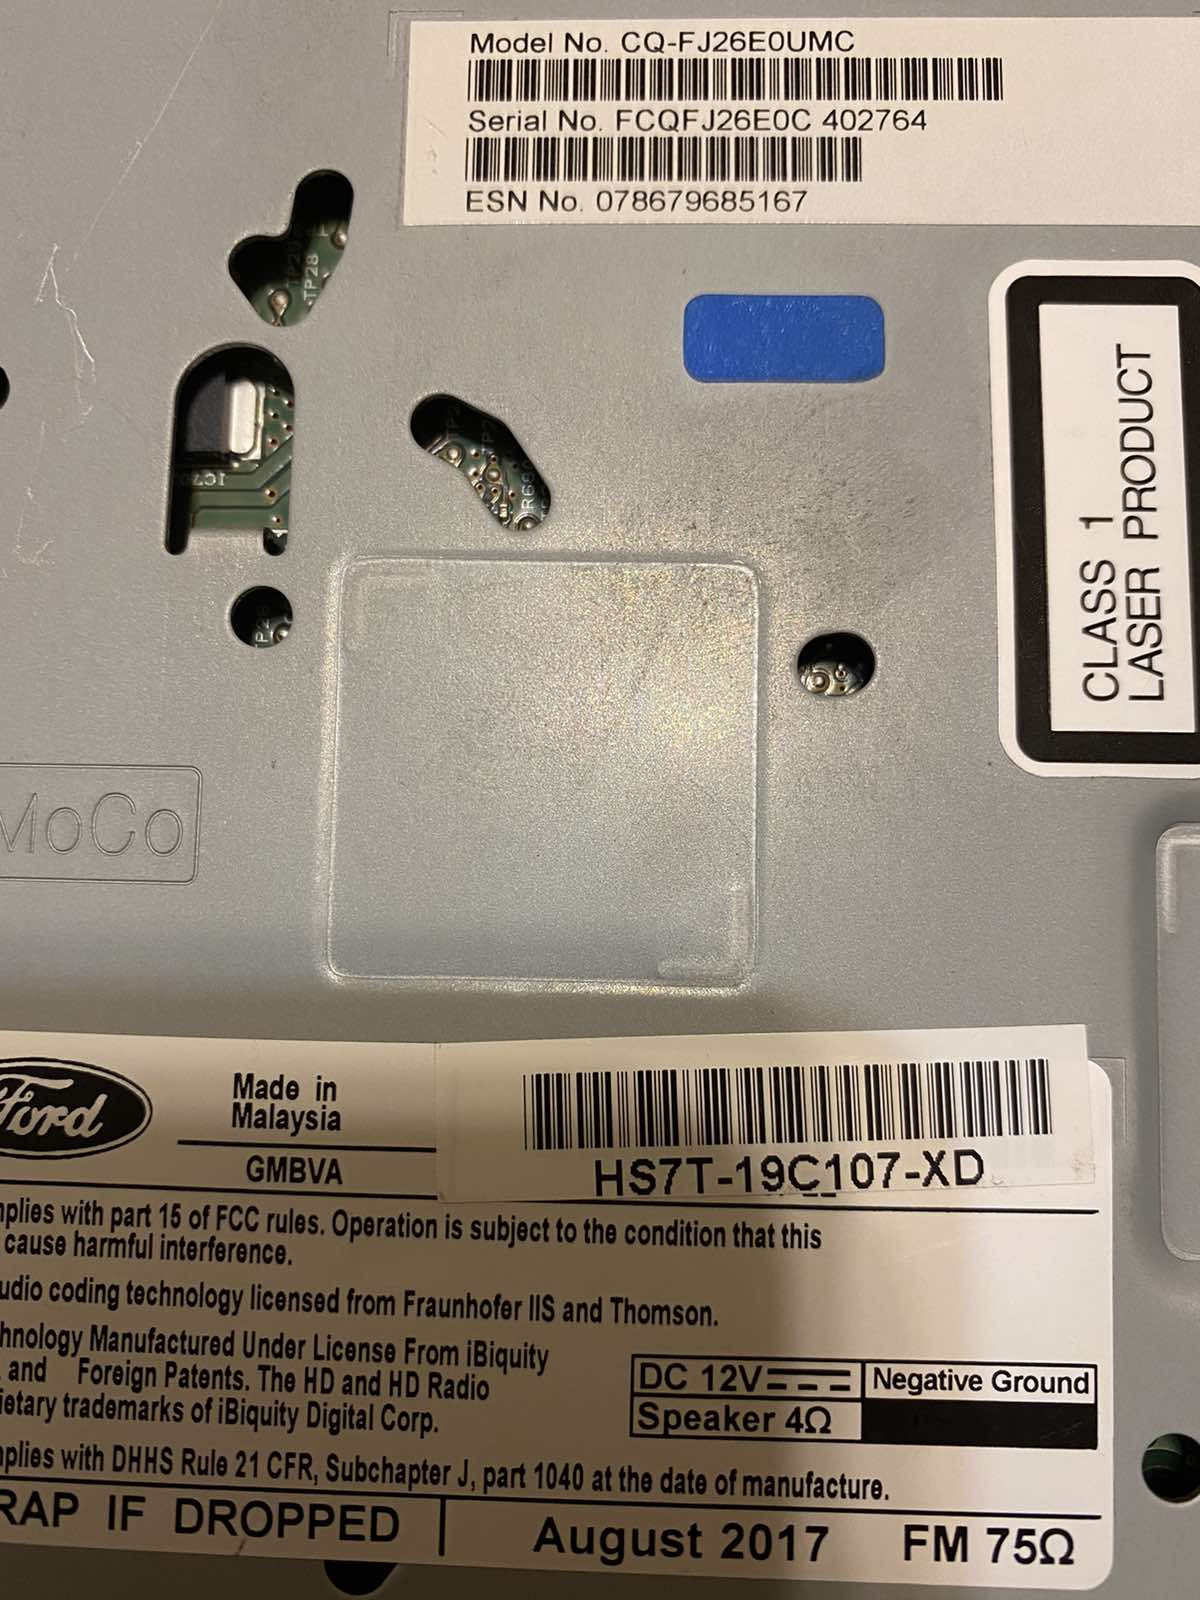 Model No. CQ-FJ26E0UMC
Serial No. FCQFJ26E0C 402764
ESN No. 078679685167
TP28
CLASS 1
LASER PRODUCT
MoCo
Ford
Made in
Malaysia
GMBVA
HS7T-19C107-XD
mplies with part 15 of FCC rules. Operation is subject to the condition that this
cause harmful interference.
udio coding technology licensed from Fraunhofer IIS and Thomson.
hnology Manufactured Under License From iBiquity
and Foreign Patents. The HD and HD Radio
ietary trademarks of iBiquity Digital Corp.
DC 12V
Negative Ground
Speaker 4Ω
mplies with DHHS Rule 21 CFR, Subchapter J, part 1040 at the date of manufacture.
RAP IF DROPPED
August 2017
FM 75Ω